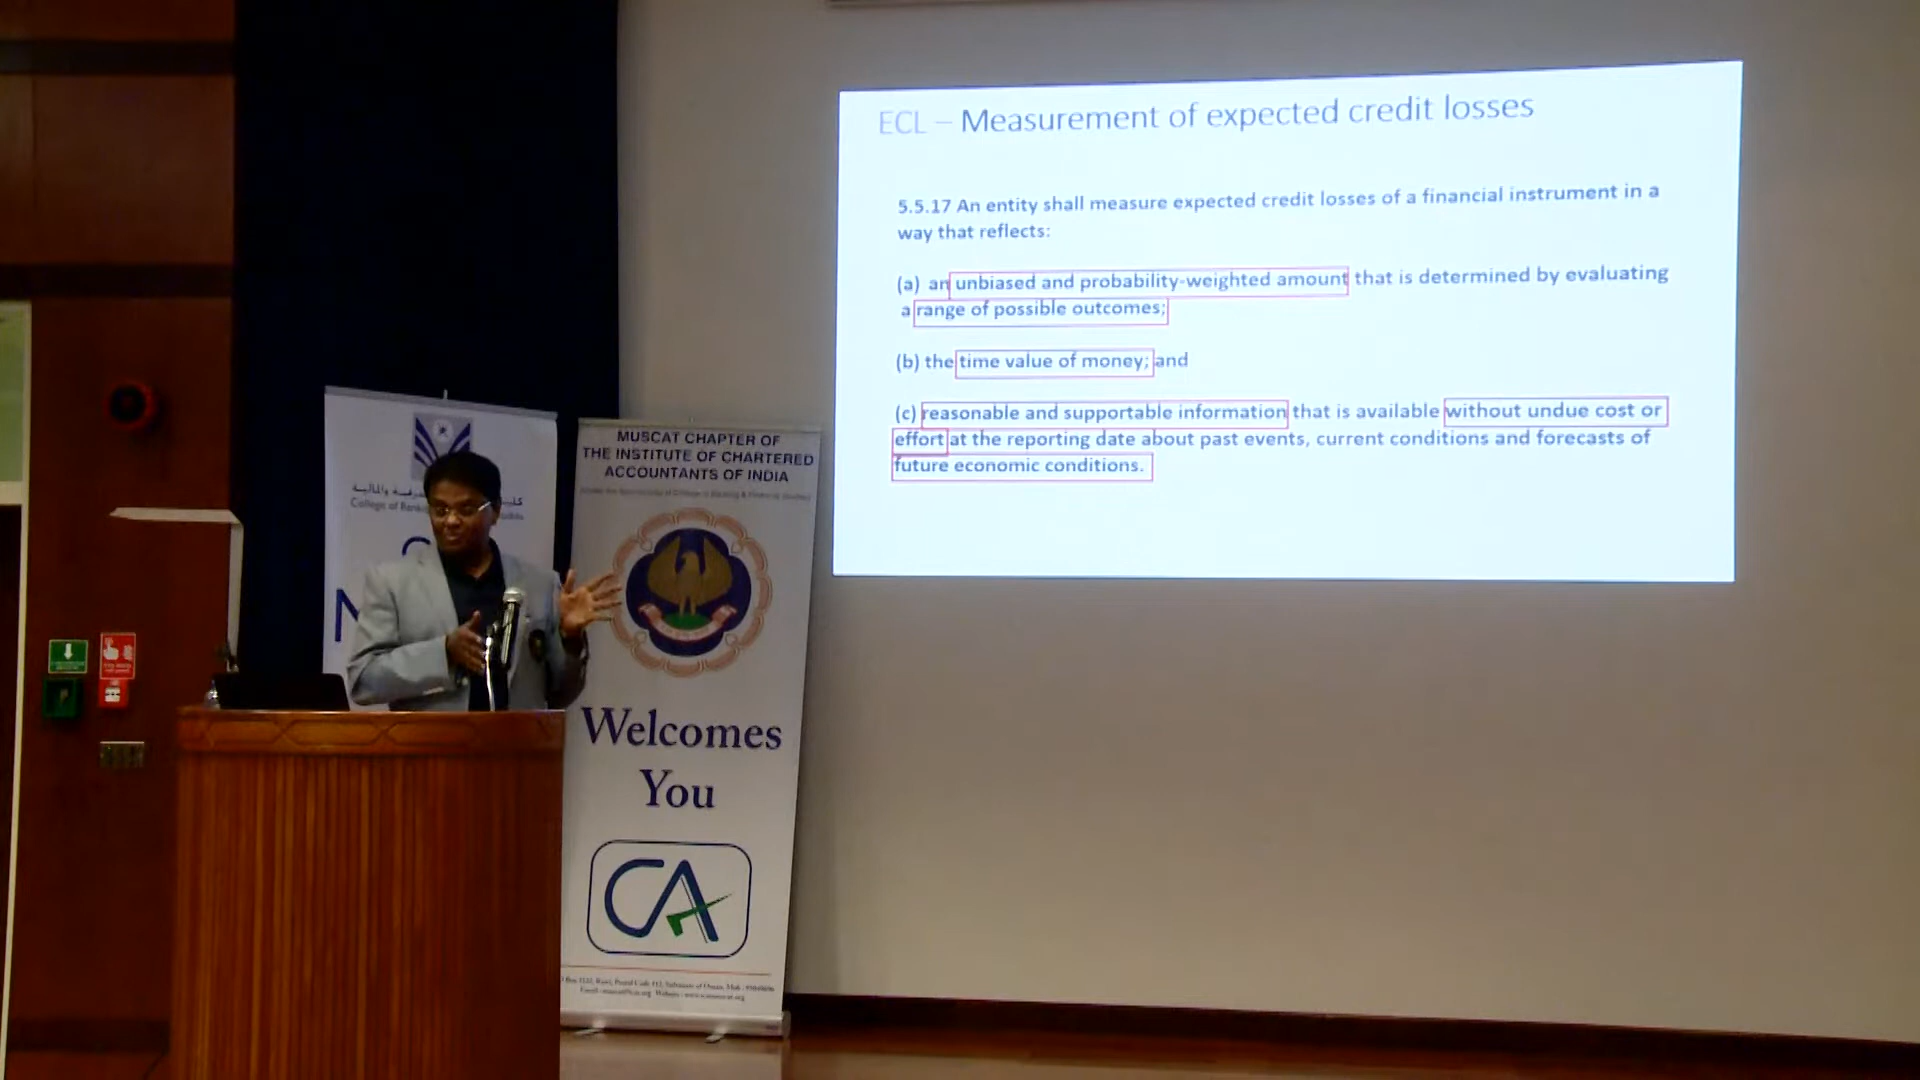 ECL – Measurement of expected credit losses
5.5.17 An entity shall measure expected credit losses of a financial instrument in a
way that reflects:
(a) an unbiased and probability-weighted amount that is determined by evaluating
a range of possible outcomes;
(b) the time value of money; and
(c) reasonable and supportable information that is available without undue cost or
effort at the reporting date about past events, current conditions and forecasts of
future economic conditions.
College of Bank
MUSCAT CHAPTER OF
THE INSTITUTE OF CHARTERED
ACCOUNTANTS OF INDIA
Welcomes
You
CA